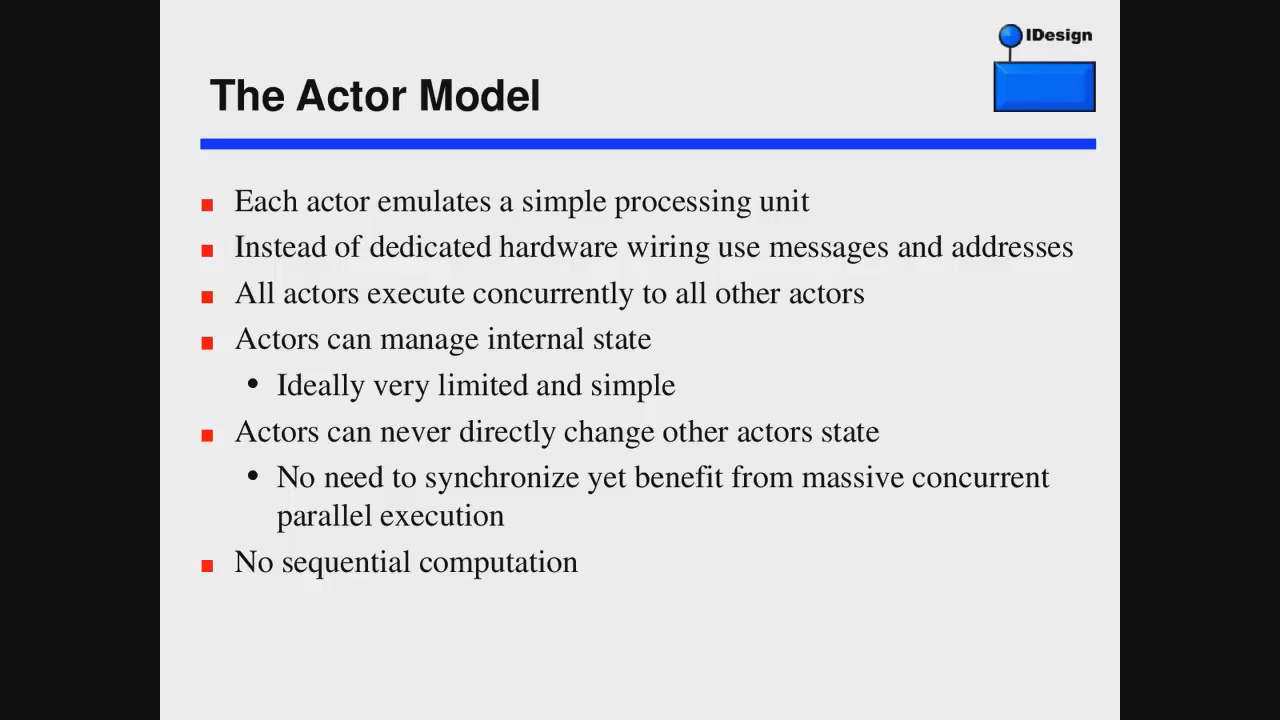 IDesign
The Actor Model
Each actor emulates a simple processing unit
Instead of dedicated hardware wiring use messages and addresses
All actors execute concurrently to all other actors
Actors can manage internal state
Ideally very limited and simple
Actors can never directly change other actors state
No need to synchronize yet benefit from massive concurrent
parallel execution
No sequential computation